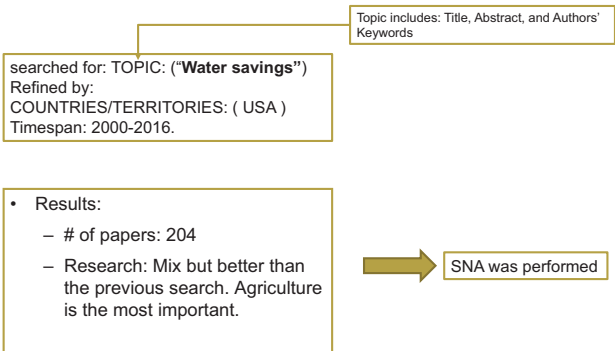 Topic includes: Title, Abstract, and Authors'
Keywords
searched for: TOPIC: (“Water savings”)
Refined by:
COUNTRIES/TERRITORIES: ( USA )
Timespan: 2000-2016.
• Results:
– # of papers: 204
– Research: Mix but better than
the previous search. Agriculture
is the most important.
SNA was performed